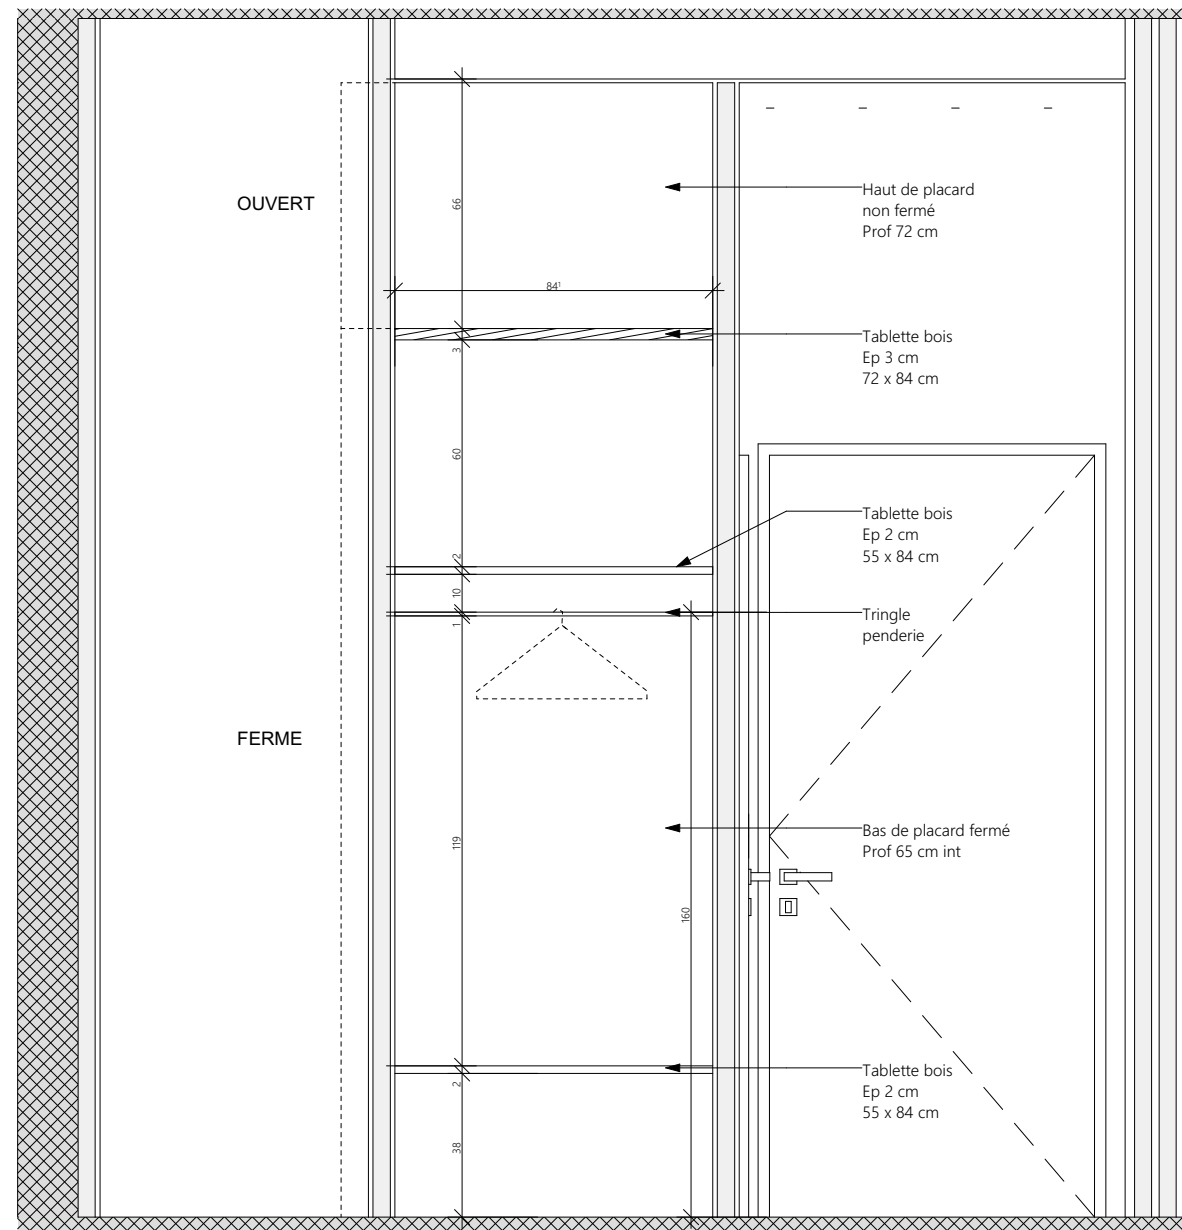 OUVERT
66
Haut de placard
non fermé
Prof 72 cm
84¹
3
Tablette bois
Ep 3 cm
72 x 84 cm
60
2
Tablette bois
Ep 2 cm
55 x 84 cm
10
1
Tringle
penderie
FERME
119
Bas de placard fermé
Prof 65 cm int
160
2
Tablette bois
Ep 2 cm
55 x 84 cm
38